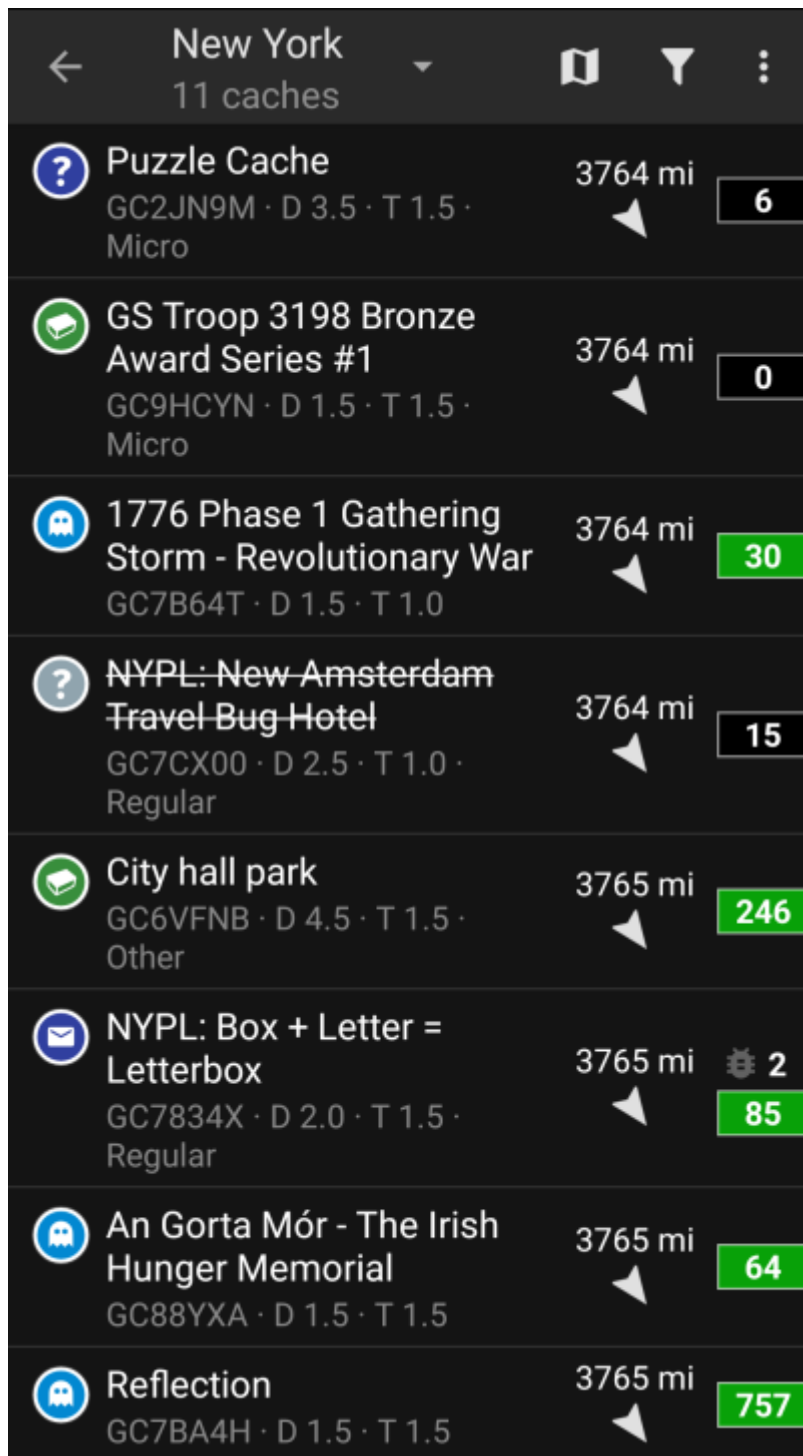 New York
11 caches
Puzzle Cache
GC2JN9M · D 3.5 · T 1.5 ·
Micro
3764 mi
6
GS Troop 3198 Bronze
Award Series #1
GC9HCYN · D 1.5 · T 1.5 ·
Micro
3764 mi
0
1776 Phase 1 Gathering
Storm - Revolutionary War
GC7B64T · D 1.5 · T 1.0
3764 mi
30
NYPL: New Amsterdam
Travel Bug Hotel
GC7CX00 · D 2.5 · T 1.0 ·
Regular
3764 mi
15
City hall park
GC6VFNB · D 4.5 · T 1.5 ·
Other
3765 mi
246
NYPL: Box + Letter =
Letterbox
GC7834X · D 2.0 · T 1.5 ·
Regular
3765 mi
2
85
An Gorta Mór - The Irish
Hunger Memorial
GC88YXA · D 1.5 · T 1.5
3765 mi
64
Reflection
GC7BA4H · D 1.5 · T 1.5
3765 mi
757